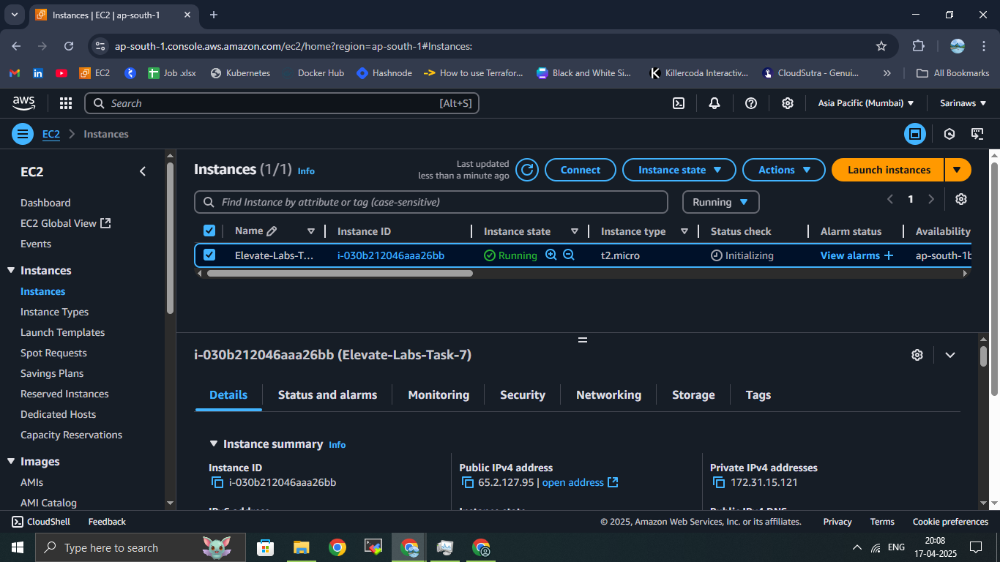 Instances | EC2 | ap-south-1
ap-south-1.console.aws.amazon.com/ec2/home?region=ap-south-1#Instances:
EC2 Job .xlsx Kubernetes Docker Hub Hashnode How to use Terrafor... Black and White Si... Killercoda Interactiv... CloudSutra - Genui... » All Bookmarks
aws Search [Alt+S] Asia Pacific (Mumbai) Sarinaws
EC2 Instances
EC2
Dashboard
EC2 Global View
Events
Instances
Instances
Instance Types
Launch Templates
Spot Requests
Savings Plans
Reserved Instances
Dedicated Hosts
Capacity Reservations
Images
AMIs
AMI Catalog
Instances (1/1) Info
Last updated
less than a minute ago
Connect Instance state Actions Launch instances
Find Instance by attribute or tag (case-sensitive) Running 1
Name Instance ID Instance state Instance type Status check Alarm status Availability
Elevate-Labs-T... i-030b212046aaa26bb Running t2.micro Initializing View alarms + ap-south-1b
i-030b212046aaa26bb (Elevate-Labs-Task-7)
Details Status and alarms Monitoring Security Networking Storage Tags
Instance summary Info
Instance ID
i-030b212046aaa26bb
Public IPv4 address
65.2.127.95 | open address
Private IPv4 addresses
172.31.15.121
IPv6 address
Instance state
Public IPv4 DNS
CloudShell Feedback © 2025, Amazon Web Services, Inc. or its affiliates. Privacy Terms Cookie preferences
Type here to search
ENG
20:08
17-04-2025